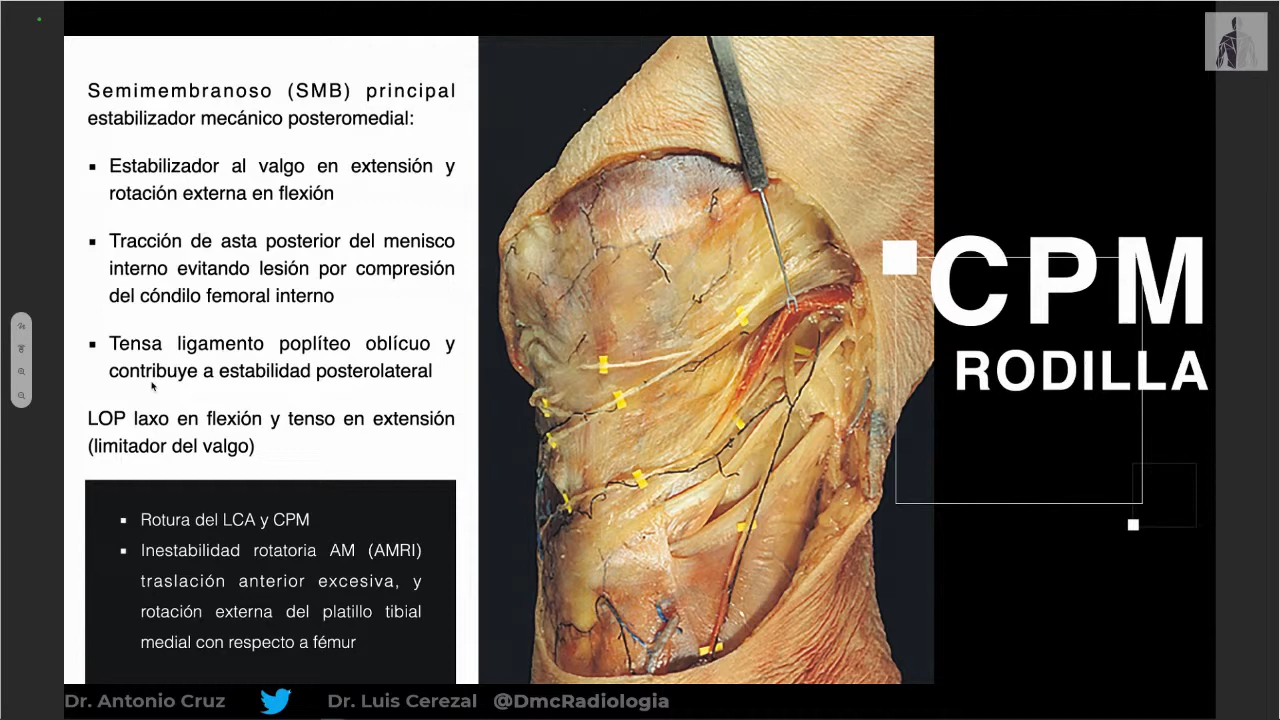 Semimembranoso (SMB) principal
estabilizador mecánico posteromedial:
▪ Estabilizador al valgo en extensión y
rotación externa en flexión
▪ Tracción de asta posterior del menisco
interno evitando lesión por compresión
del cóndilo femoral interno
▪ Tensa ligamento poplíteo oblícuo y
contribuye a estabilidad posterolateral
LOP laxo en flexión y tenso en extensión
(limitador del valgo)
▪ Rotura del LCA y CPM
▪ Inestabilidad rotatoria AM (AMRI)
traslación anterior excesiva, y
rotación externa del platillo tibial
medial con respecto a fémur
CPM
RODILLA
Dr. Antonio Cruz Dr. Luis Cerezal @DmcRadiologia